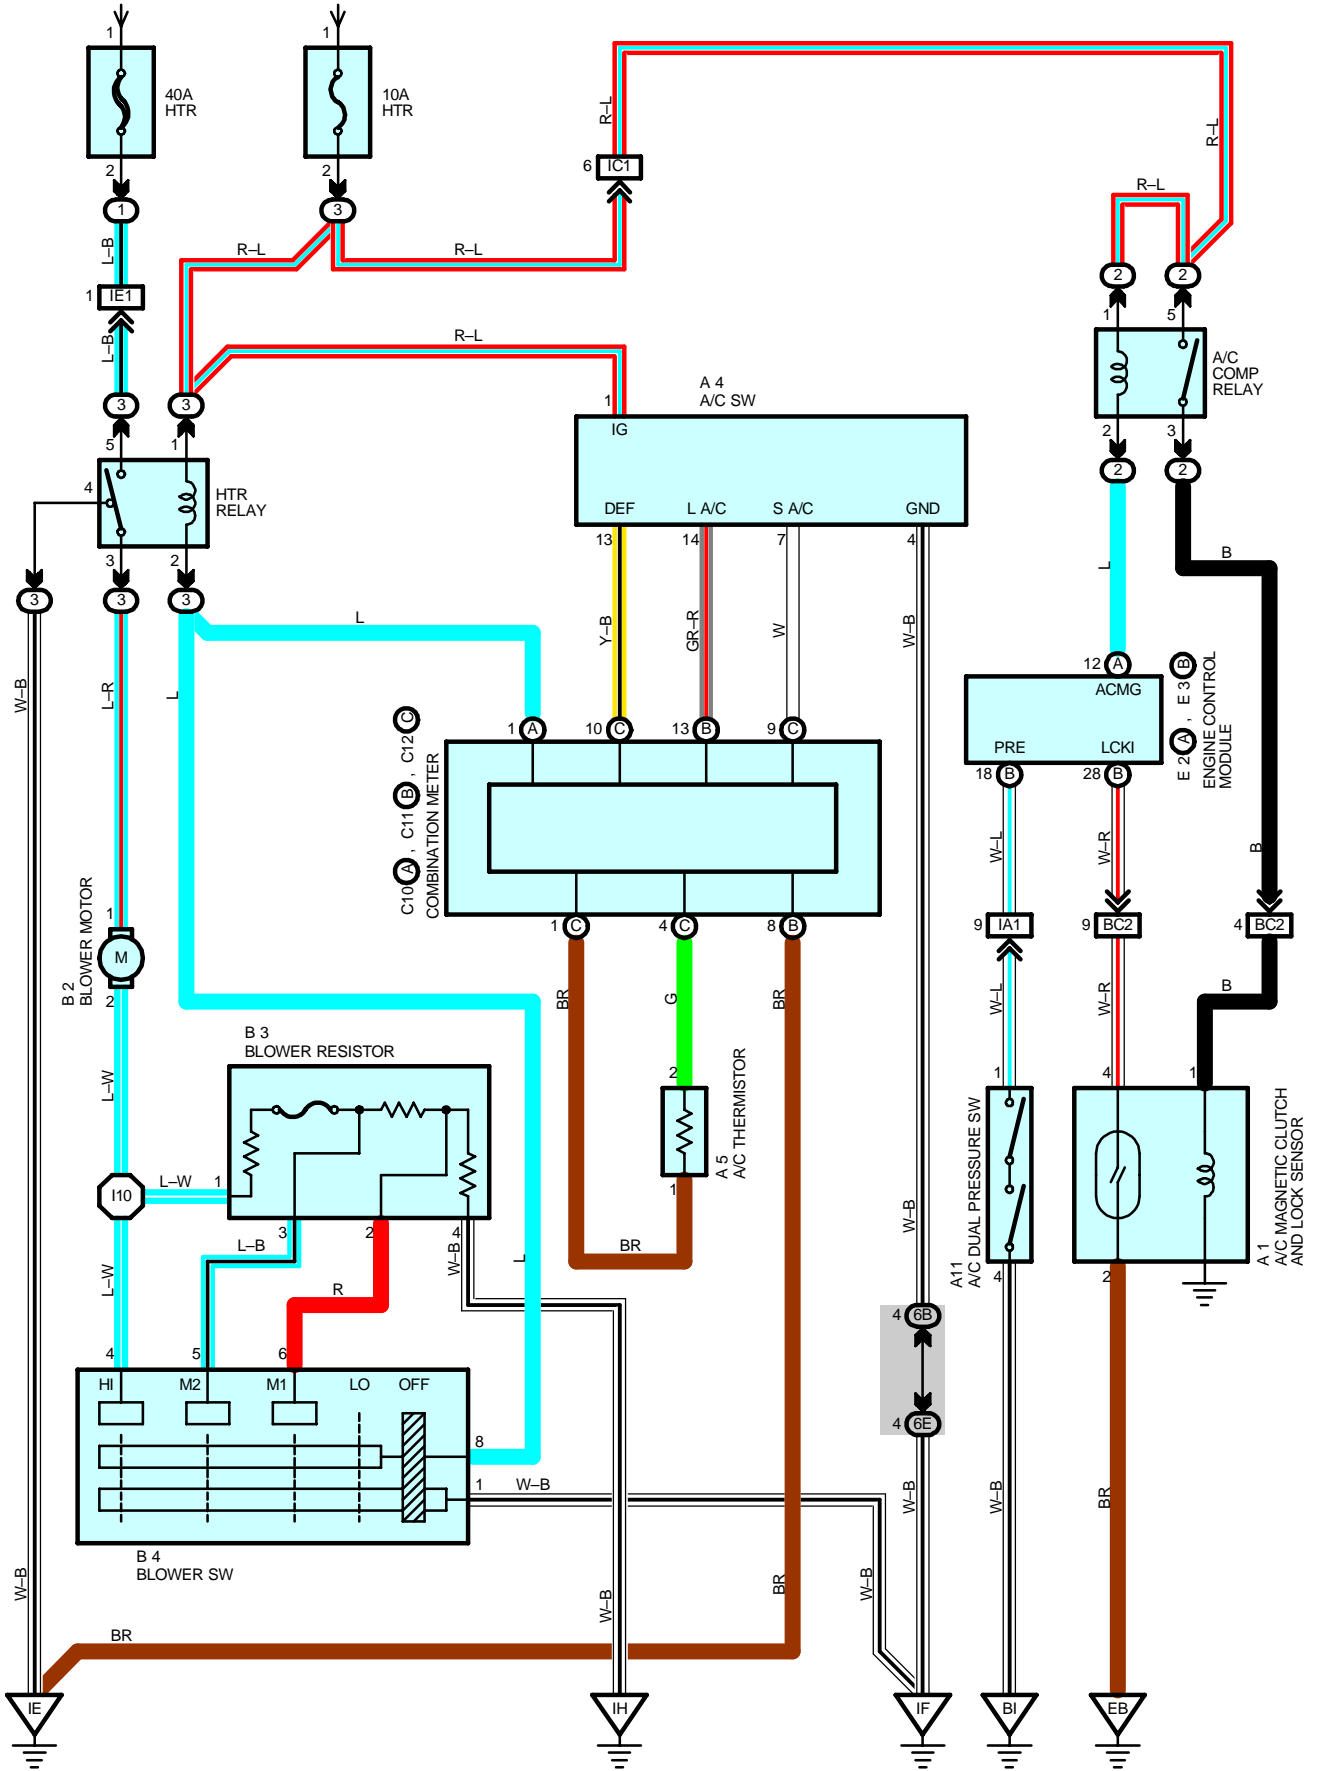 1
1
40A
HTR
10A
HTR
2
2
1
3
R–L
R–L
6 IC1
R–L
R–L
R–L
L–B
1 IE1
L–B
R–L
2
2
1
5
A/C
COMP
RELAY
2
3
2
2
3
3
5
1
4
HTR
RELAY
3
2
3
3
3
A 4
A/C SW
1
IG
DEF
L A/C
S A/C
GND
13
14
7
4
L
B
L
Y–B
GR–R
W
W–B
W–B
L–R
L
12 A
ACMG
PRE
LCKI
18 B
28 B
E 2 A , E 3 B
ENGINE CONTROL
MODULE
1 A
10 C
13 B
9 C
C10 A , C11 B , C12 C
COMBINATION METER
1 C
4 C
8 B
W–L
W–R
B
9 IA1
9 BC2
4 BC2
B 2
BLOWER MOTOR
1
M
2
BR
G
BR
W–L
W–R
B
B 3
BLOWER RESISTOR
L–W
2
A 5
A/C THERMISTOR
1
BR
1
4
1
A11
A/C DUAL PRESSURE SW
A 1
A/C MAGNETIC CLUTCH
AND LOCK SENSOR
4
2
I10
L–W
1
3
2
4
L–B
W–B
R
L
W–B
L–W
4 6B
4 6E
4
5
6
HI
M2
M1
LO
OFF
8
1
W–B
B 4
BLOWER SW
W–B
W–B
BR
W–B
BR
W–B
W–B
BR
IE
IH
IF
BI
EB